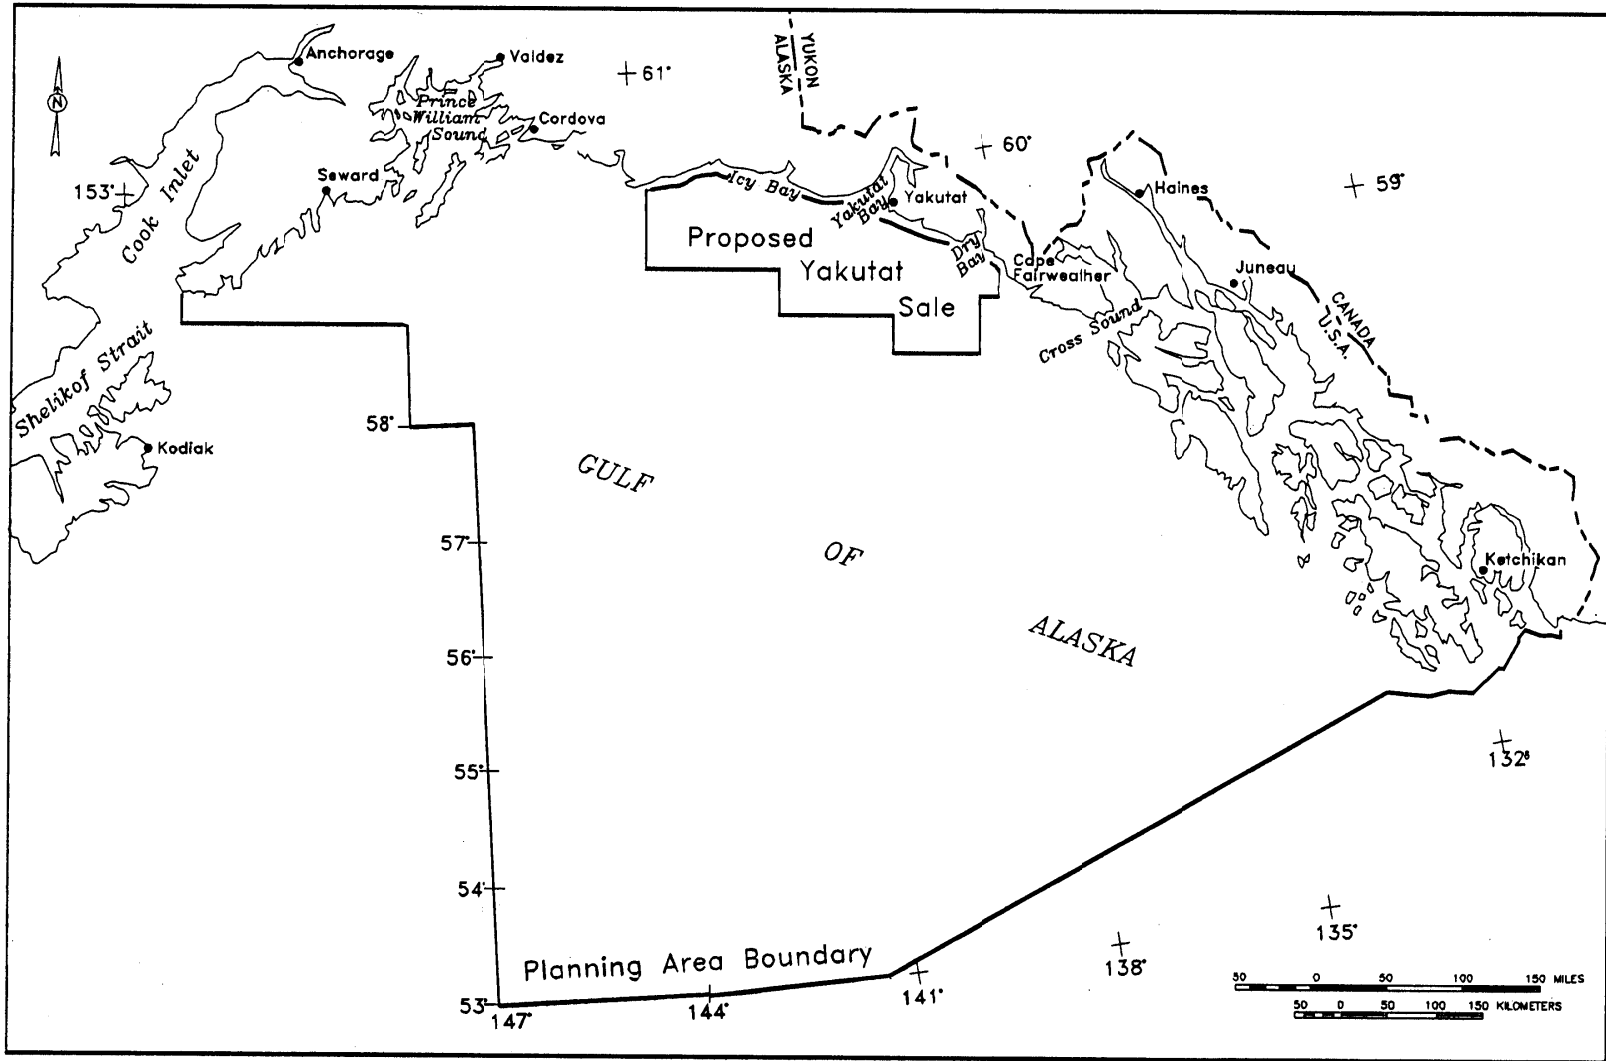 Anchorage
Valdez
61°
YUKON
ALASKA
N
Prince
William
Sound
Cordova
60°
59°
153°
Cook Inlet
Seward
Icy Bay
Yakutat
Bay
Yakutat
Haines
Proposed
Yakutat
Sale
Dry
Bay
Cape
Fairweather
Juneau
CANADA
U.S.A.
Cross Sound
Shelikof Strait
Kodiak
58°
GULF
OF
ALASKA
57°
Ketchikan
56°
55°
132°
54°
135°
138°
141°
Planning Area Boundary
53°
147°
144°
50 0 50 100 150 MILES
50 0 50 100 150 KILOMETERS